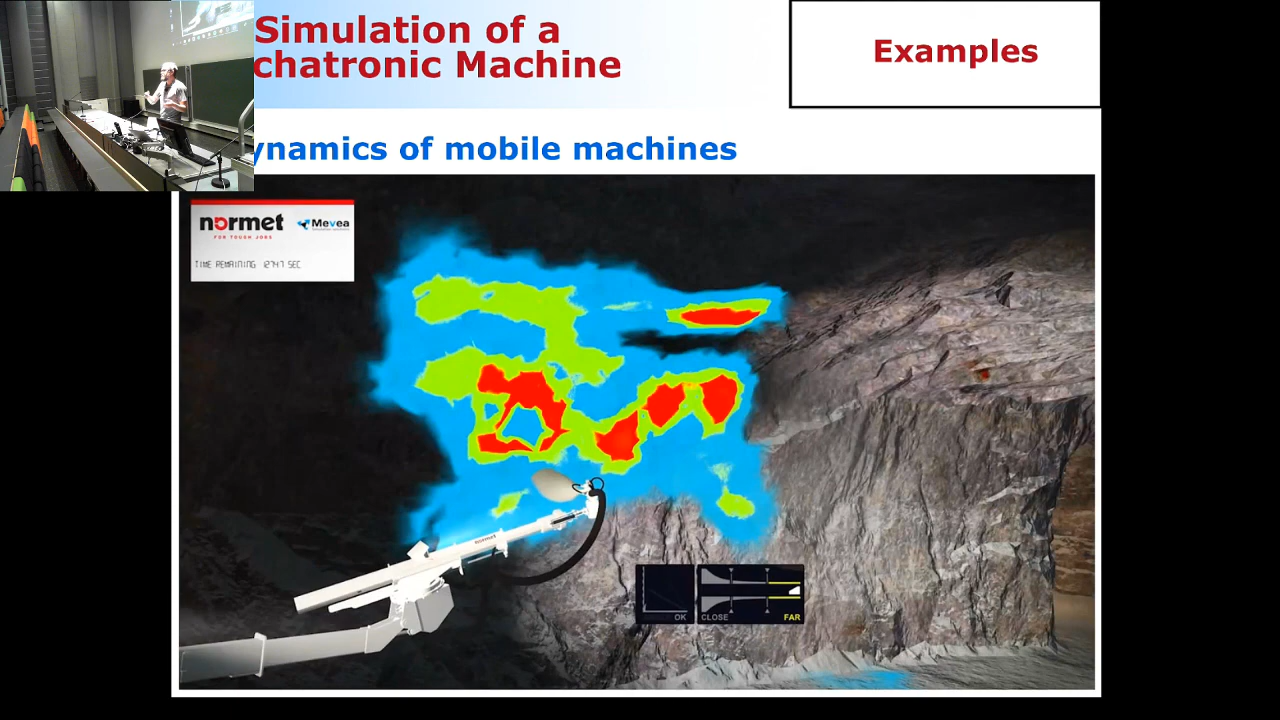 Simulation of a
chatronic Machine
Examples
ynamics of mobile machines
normet
FOR TOUGH JOBS
Mevea
TIME REMAINING 12747 SEC
OK
CLOSE
FAR